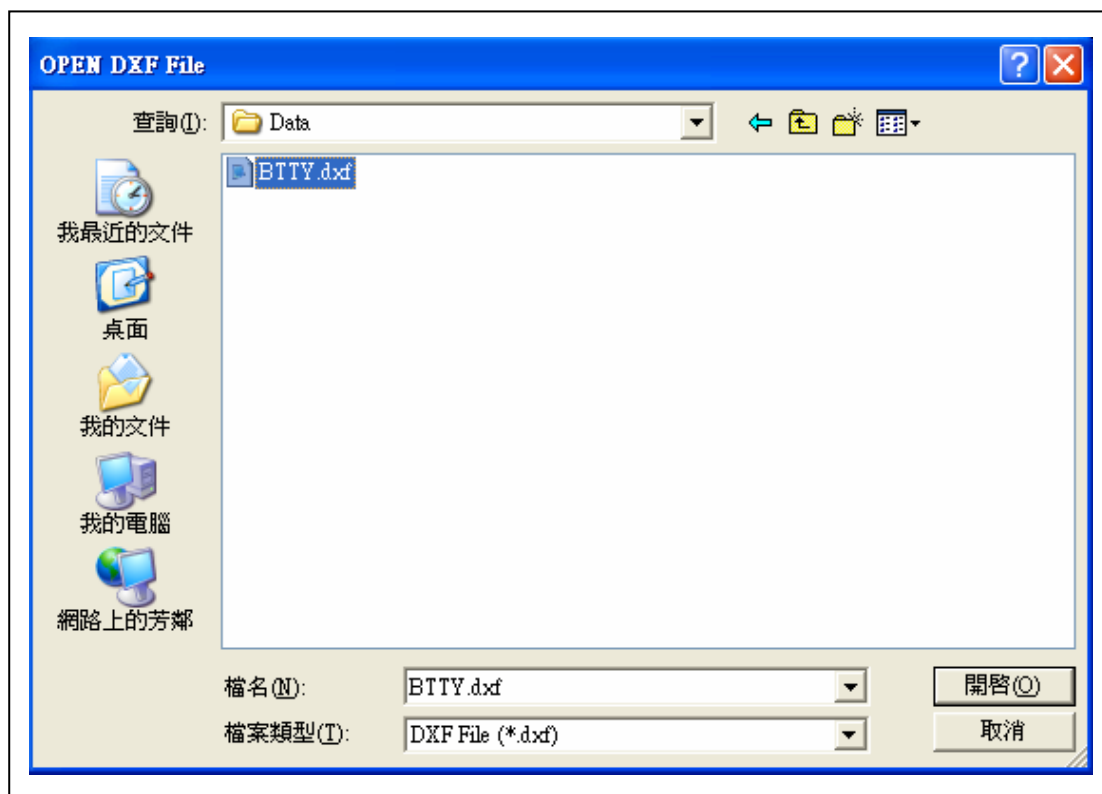 OPEN DXF File
查詢(I): Data
BTTY.dxf
我最近的文件
桌面
我的文件
我的電腦
網路上的芳鄰
檔名(N): BTTY.dxf 開啓(O)
檔案類型(T): DXF File (*.dxf) 取消